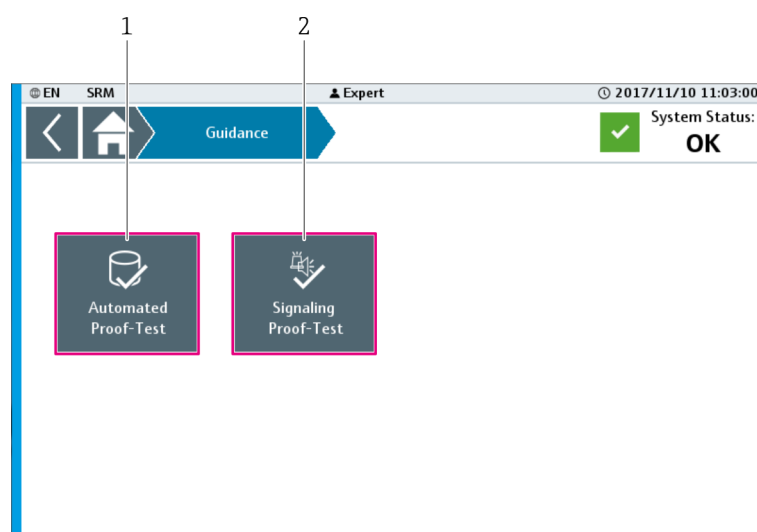 1 2
EN SRM Expert 2017/11/10 11:03:00
Guidance
System Status:
OK
Automated
Proof-Test
Signaling
Proof-Test